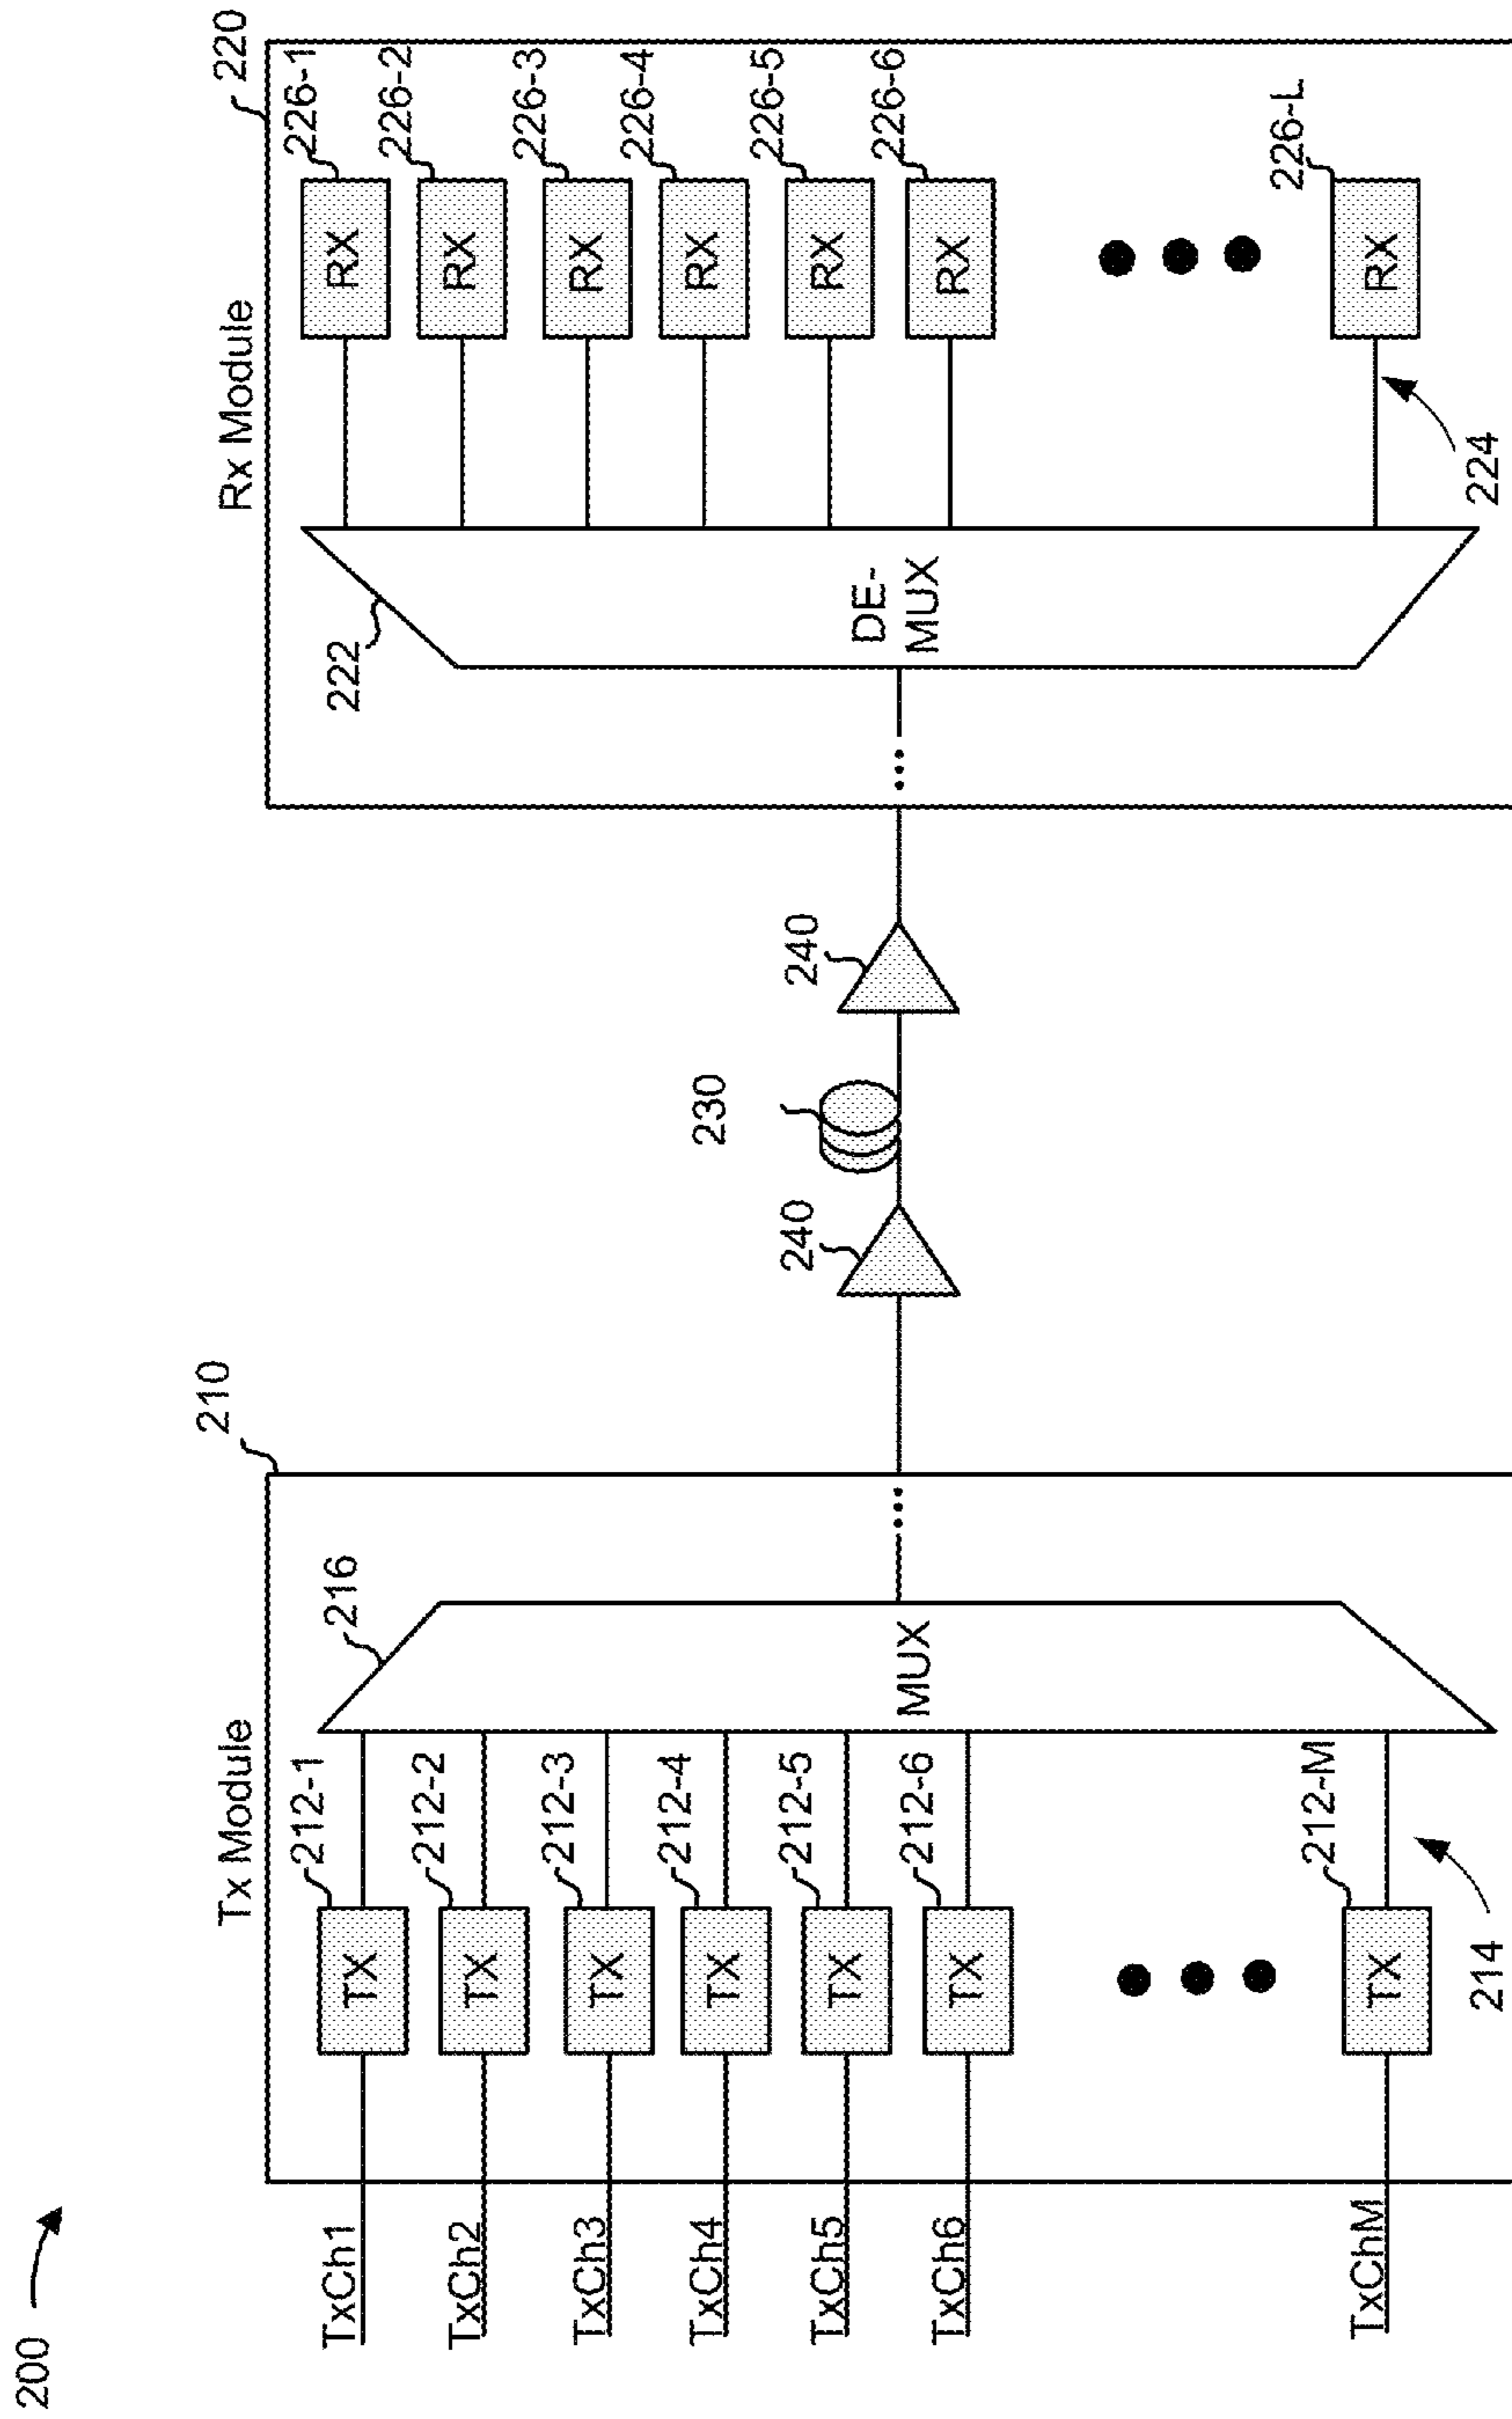 200
Tx Module
210
TxCh1
TX
212-1
TxCh2
TX
212-2
TxCh3
TX
212-3
TxCh4
TX
212-4
TxCh5
TX
212-5
TxCh6
TX
212-6
TxChM
TX
212-M
214
216
MUX
240
230
240
Rx Module
220
222
DE-
MUX
RX
226-1
RX
226-2
RX
226-3
RX
226-4
RX
226-5
RX
226-6
RX
226-L
224